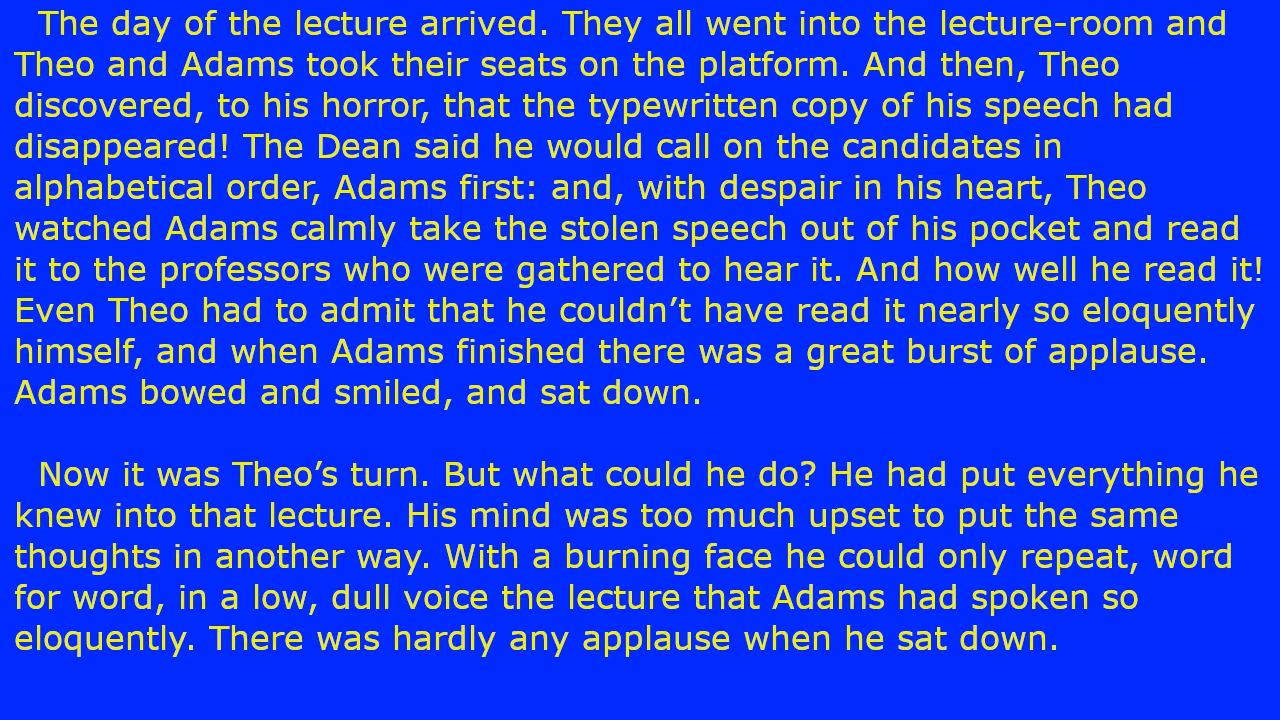 The day of the lecture arrived. They all went into the lecture-room and
Theo and Adams took their seats on the platform. And then, Theo
discovered, to his horror, that the typewritten copy of his speech had
disappeared! The Dean said he would call on the candidates in
alphabetical order, Adams first: and, with despair in his heart, Theo
watched Adams calmly take the stolen speech out of his pocket and read
it to the professors who were gathered to hear it. And how well he read it!
Even Theo had to admit that he couldn’t have read it nearly so eloquently
himself, and when Adams finished there was a great burst of applause.
Adams bowed and smiled, and sat down.
Now it was Theo’s turn. But what could he do? He had put everything he
knew into that lecture. His mind was too much upset to put the same
thoughts in another way. With a burning face he could only repeat, word
for word, in a low, dull voice the lecture that Adams had spoken so
eloquently. There was hardly any applause when he sat down.